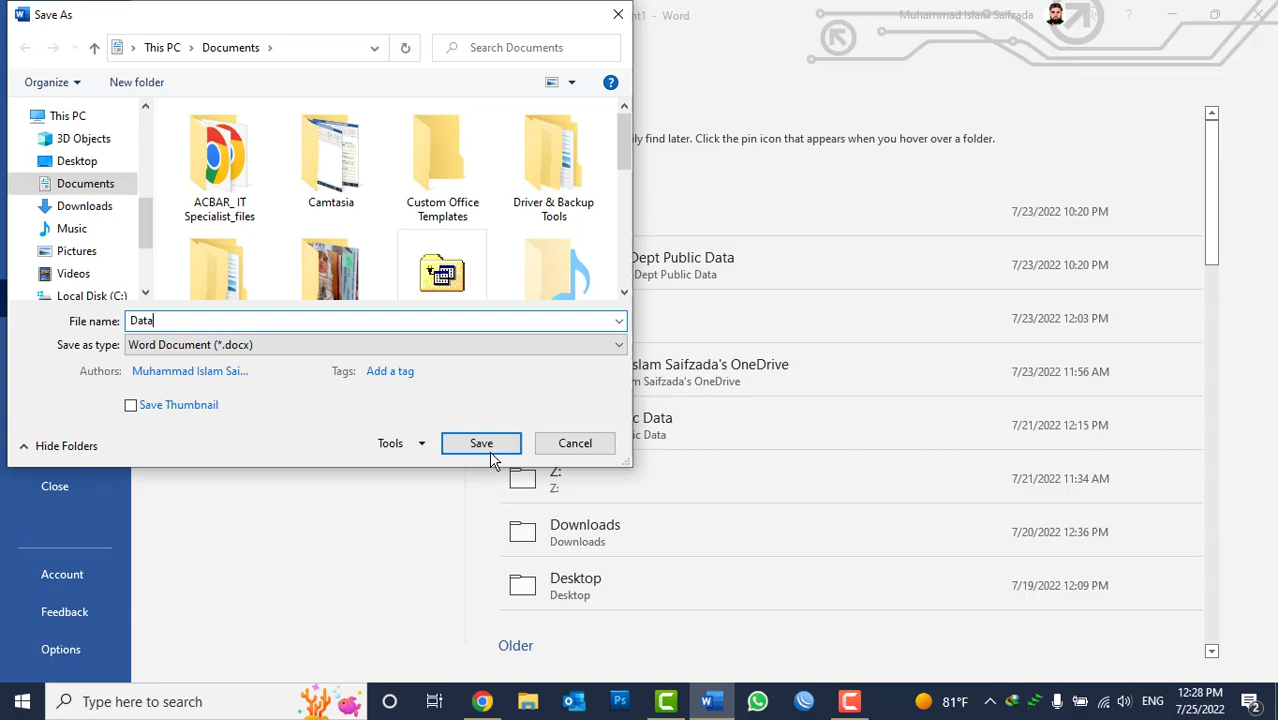 Save As
ent1 - Word
Muhammad Islam Saifzada
This PC
Documents
Search Documents
Organize
New folder
This PC
3D Objects
Desktop
Documents
Downloads
Music
Pictures
Videos
Local Disk (C:)
ACBAR_ IT
Specialist_files
Camtasia
Custom Office
Templates
Driver & Backup
Tools
File name:
Data
Save as type:
Word Document (*.docx)
Authors:
Muhammad Islam Sai...
Tags:
Add a tag
Save Thumbnail
Hide Folders
Tools
Save
Cancel
ily find later. Click the pin icon that appears when you hover over a folder.
7/23/2022 10:20 PM
Dept Public Data
Dept Public Data
7/23/2022 10:20 PM
7/23/2022 12:03 PM
slam Saifzada's OneDrive
m Saifzada's OneDrive
7/23/2022 11:56 AM
c Data
ic Data
7/21/2022 12:15 PM
Z:
Z:
7/21/2022 11:34 AM
Downloads
Downloads
7/20/2022 12:36 PM
Desktop
Desktop
7/19/2022 12:09 PM
Older
Close
Account
Feedback
Options
Type here to search
81°F
ENG
12:28 PM
7/25/2022
2